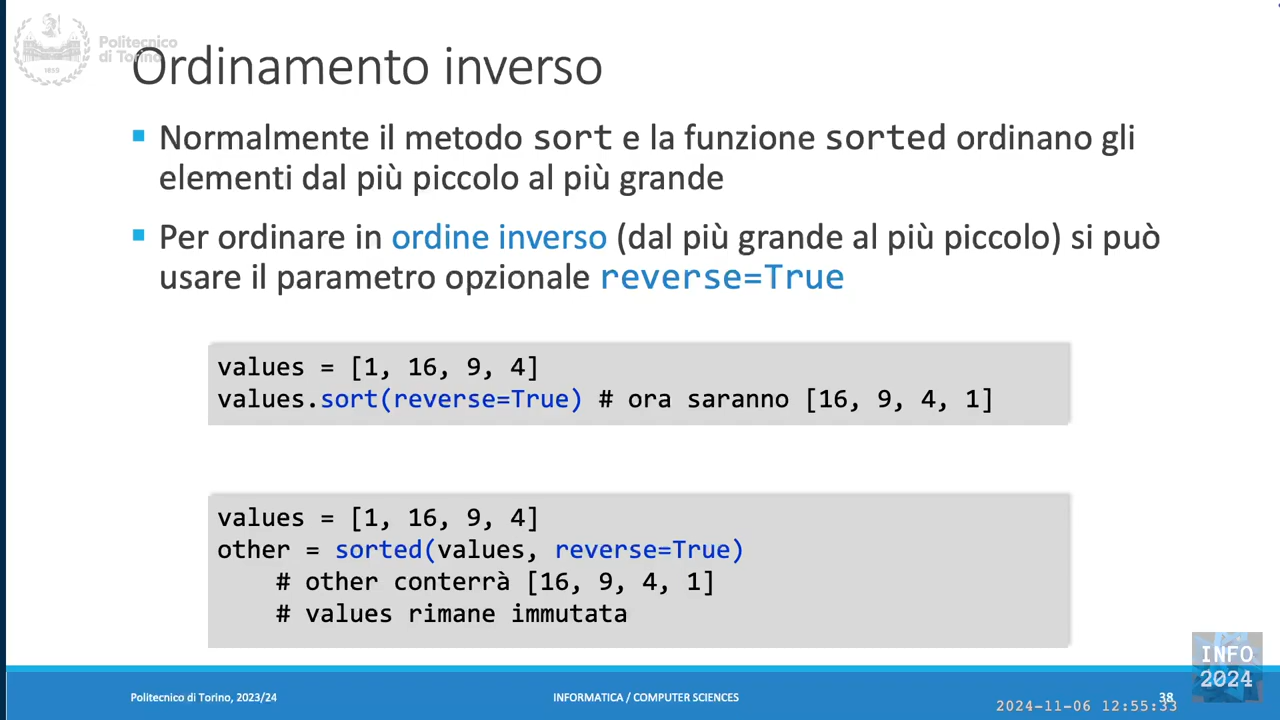 Politecnico
di Torino
1859
Ordinamento inverso
▪ Normalmente il metodo sort e la funzione sorted ordinano gli
elementi dal più piccolo al più grande
▪ Per ordinare in ordine inverso (dal più grande al più piccolo) si può
usare il parametro opzionale reverse=True
values = [1, 16, 9, 4]
values.sort(reverse=True) # ora saranno [16, 9, 4, 1]
values = [1, 16, 9, 4]
other = sorted(values, reverse=True)
# other conterrà [16, 9, 4, 1]
# values rimane immutata
INFO
2024
Politecnico di Torino, 2023/24
INFORMATICA / COMPUTER SCIENCES
38
2024-11-06 12:55:33